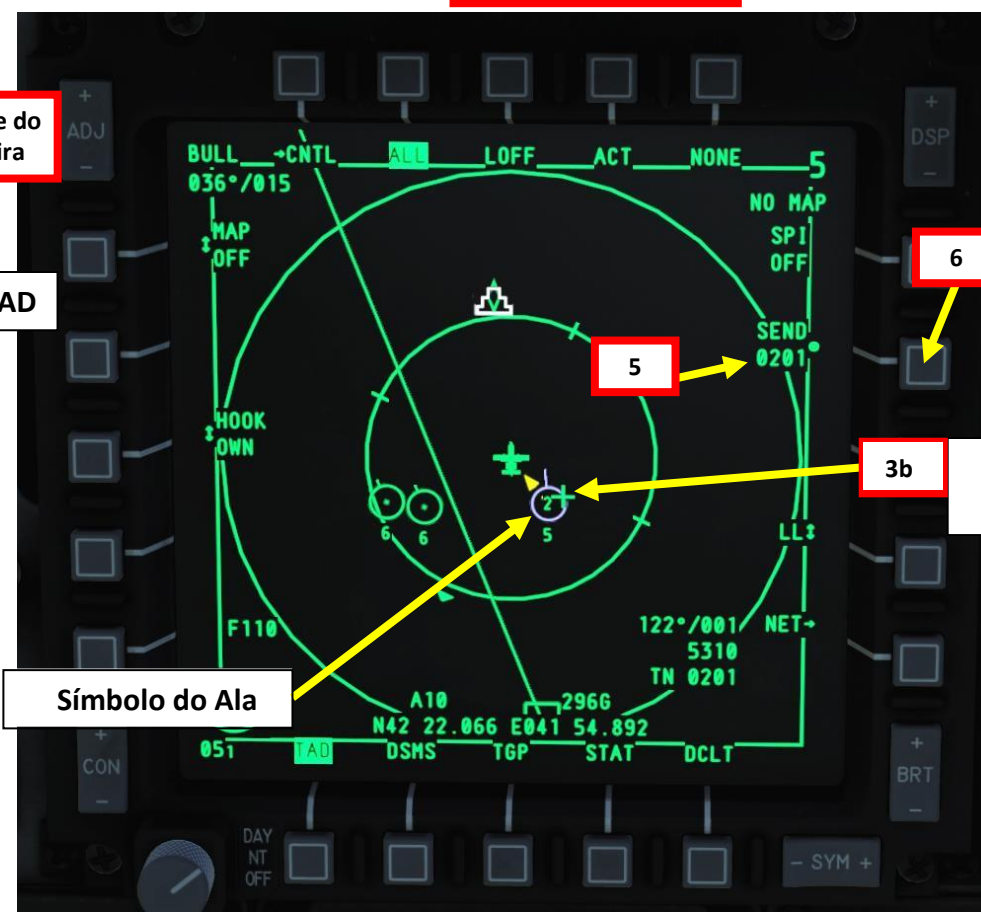 e do
ira
AD
+
ADJ
-
+
DSP
-
BULL →CNTL ALL LOFF ACT NONE 5
036°/015
NO MAP
↕MAP
OFF
SPI
OFF
6
SEND
0201
5
↕HOOK
OWN
3b
2
6 6 5
LL↕
F110
122°/001 NET→
5310
TN 0201
Símbolo do Ala
A10 296G
N42 22.066 E041 54.892
TAD DSMS TGP STAT DCLT
+
CON
-
+
BRT
-
DAY
NT
OFF
- SYM +